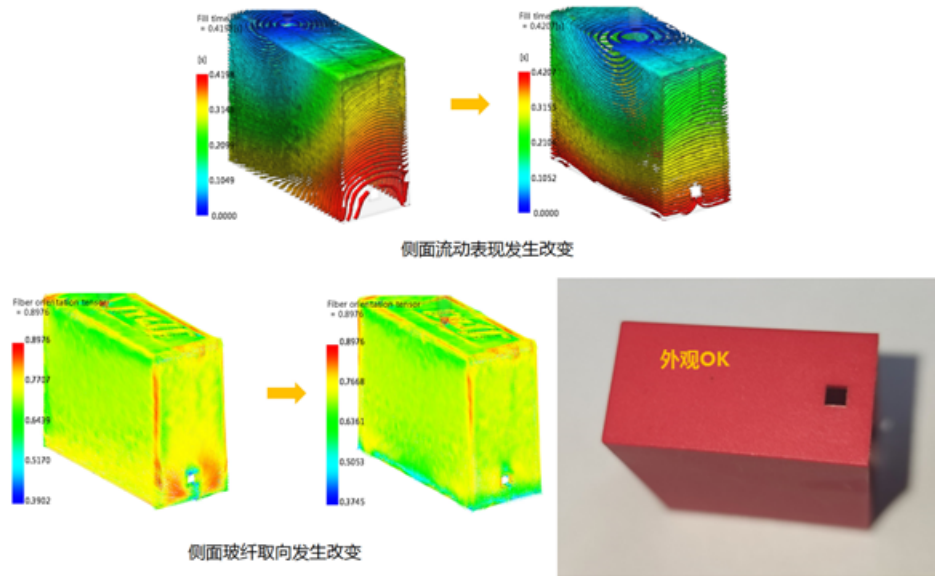 Fill time
= 0.4198[s]
[s]
0.4198
0.3148
0.2099
0.1049
0.0000
Fill time
= 0.4207[s]
[s]
0.4207
0.3155
0.2104
0.1052
0.0000
侧面流动表现发生改变
Fiber orientation tensor
= 0.8976
0.8976
0.7707
0.6439
0.5170
0.3902
Fiber orientation tensor
= 0.8976
0.8976
0.7668
0.6361
0.5053
0.3745
外观OK
侧面玻纤取向发生改变